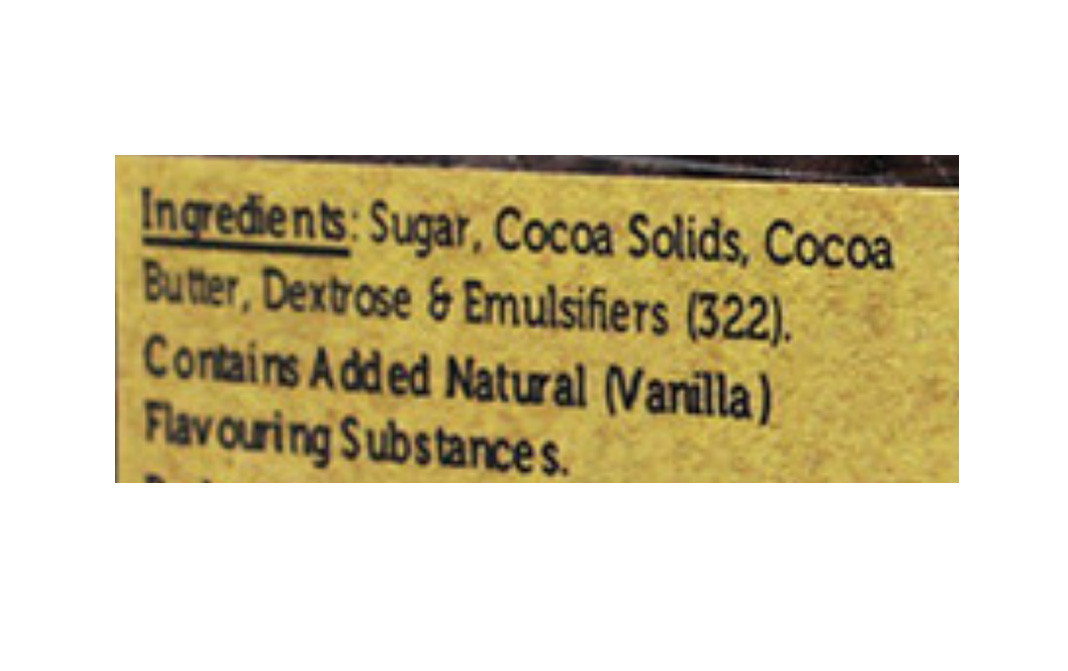 Ingredients: Sugar, Cocoa Solids, Cocoa
Butter, Dextrose & Emulsifiers (322).
Contains Added Natural (Vanilla)
Flavouring Substances.